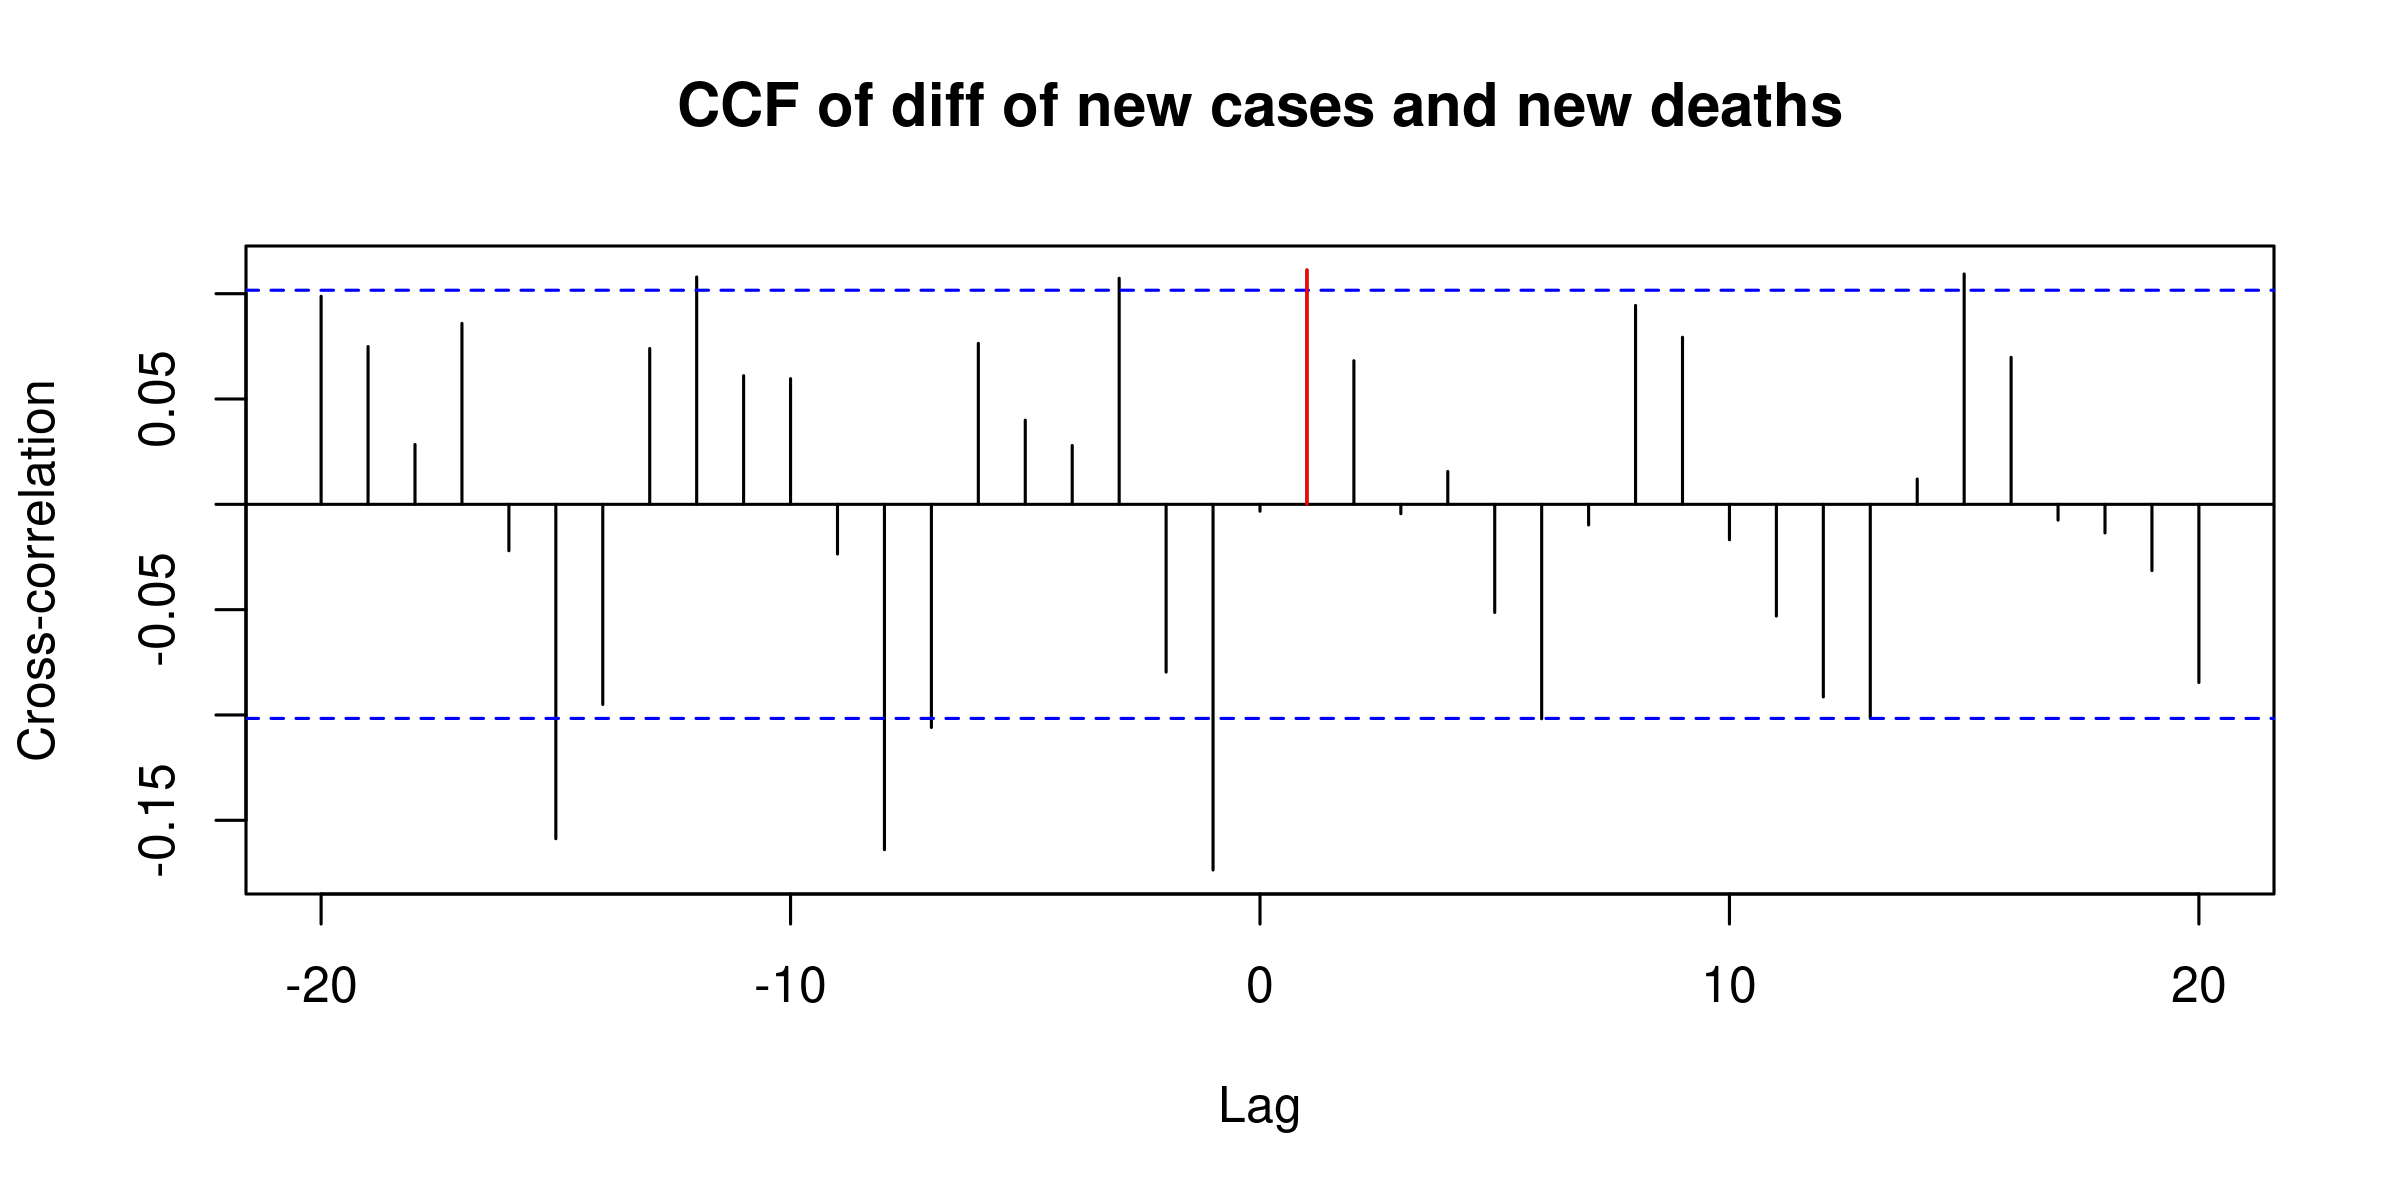 CCF of diff of new cases and new deaths
Cross-correlation
0.05
-0.05
-0.15
-20 -10 0 10 20
Lag